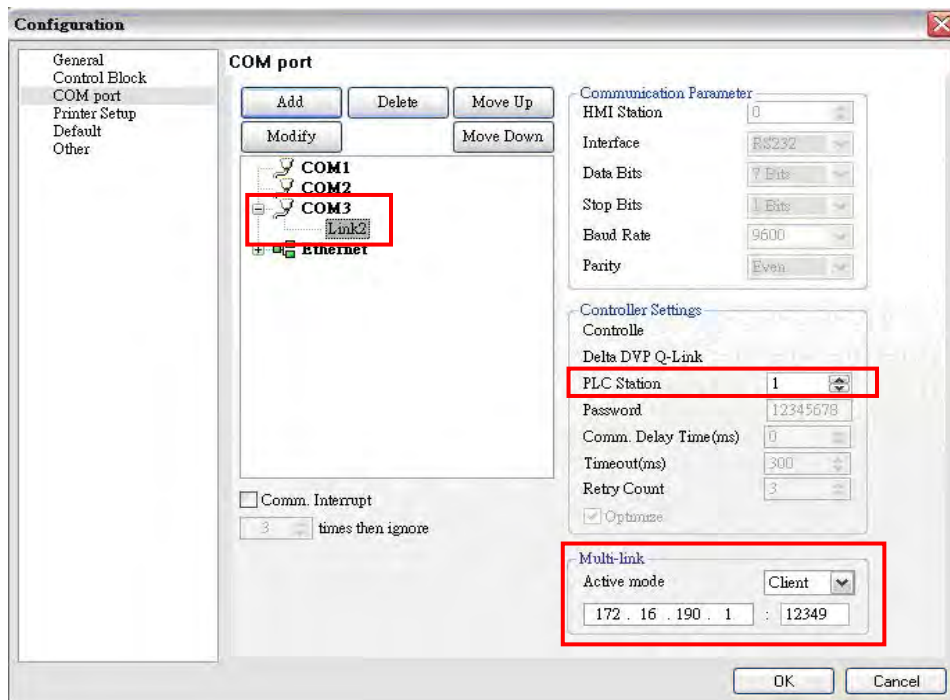 Configuration
General
Control Block
COM port
Printer Setup
Default
Other
COM port
Add Delete Move Up
Modify Move Down
COM1
COM2
COM3
Link2
Ethernet
Comm. Interrupt
3 times then ignore
Communication Parameter
HMI Station 0
Interface RS232
Data Bits 7 Bits
Stop Bits 1 Bits
Baud Rate 9600
Parity Even
Controller Settings
Controlle
Delta DVP Q-Link
PLC Station 1
Password 12345678
Comm. Delay Time(ms) 0
Timeout(ms) 300
Retry Count 3
Optimize
Multi-link
Active mode Client
172 . 16 . 190 . 1 : 12349
OK Cancel